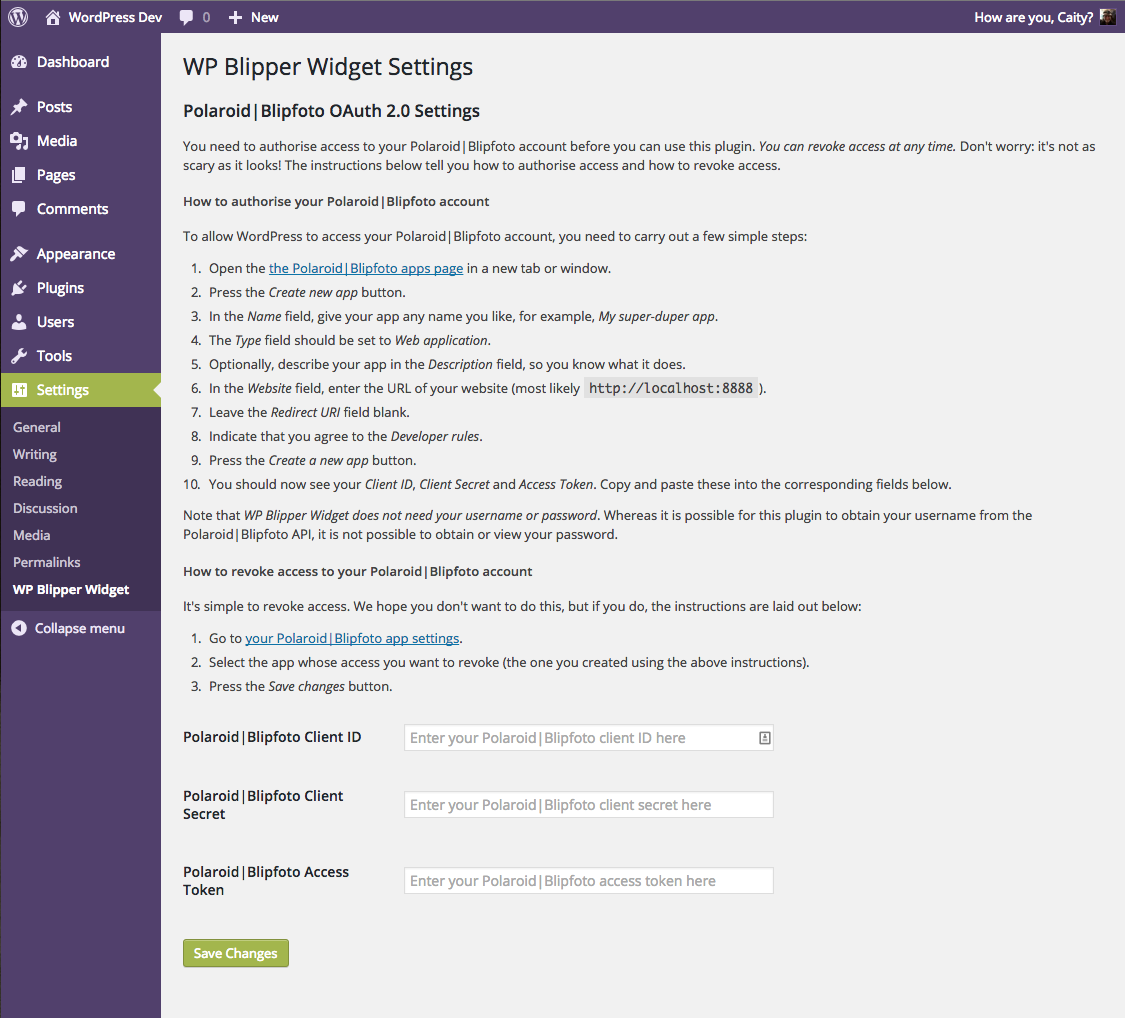 WordPress Dev 0 New How are you, Caity?
Dashboard
Posts
Media
Pages
Comments
Appearance
Plugins
Users
Tools
Settings
General
Writing
Reading
Discussion
Media
Permalinks
WP Blipper Widget
Collapse menu
WP Blipper Widget Settings
Polaroid|Blipfoto OAuth 2.0 Settings
You need to authorise access to your Polaroid|Blipfoto account before you can use this plugin. You can revoke access at any time. Don't worry: it's not as
scary as it looks! The instructions below tell you how to authorise access and how to revoke access.
How to authorise your Polaroid|Blipfoto account
To allow WordPress to access your Polaroid|Blipfoto account, you need to carry out a few simple steps:
1. Open the the Polaroid|Blipfoto apps page in a new tab or window.
2. Press the Create new app button.
3. In the Name field, give your app any name you like, for example, My super-duper app.
4. The Type field should be set to Web application.
5. Optionally, describe your app in the Description field, so you know what it does.
6. In the Website field, enter the URL of your website (most likely http://localhost:8888 ).
7. Leave the Redirect URI field blank.
8. Indicate that you agree to the Developer rules.
9. Press the Create a new app button.
10. You should now see your Client ID, Client Secret and Access Token. Copy and paste these into the corresponding fields below.
Note that WP Blipper Widget does not need your username or password. Whereas it is possible for this plugin to obtain your username from the
Polaroid|Blipfoto API, it is not possible to obtain or view your password.
How to revoke access to your Polaroid|Blipfoto account
It's simple to revoke access. We hope you don't want to do this, but if you do, the instructions are laid out below:
1. Go to your Polaroid|Blipfoto app settings.
2. Select the app whose access you want to revoke (the one you created using the above instructions).
3. Press the Save changes button.
Polaroid|Blipfoto Client ID
Enter your Polaroid|Blipfoto client ID here
Polaroid|Blipfoto Client
Secret
Enter your Polaroid|Blipfoto client secret here
Polaroid|Blipfoto Access
Token
Enter your Polaroid|Blipfoto access token here
Save Changes